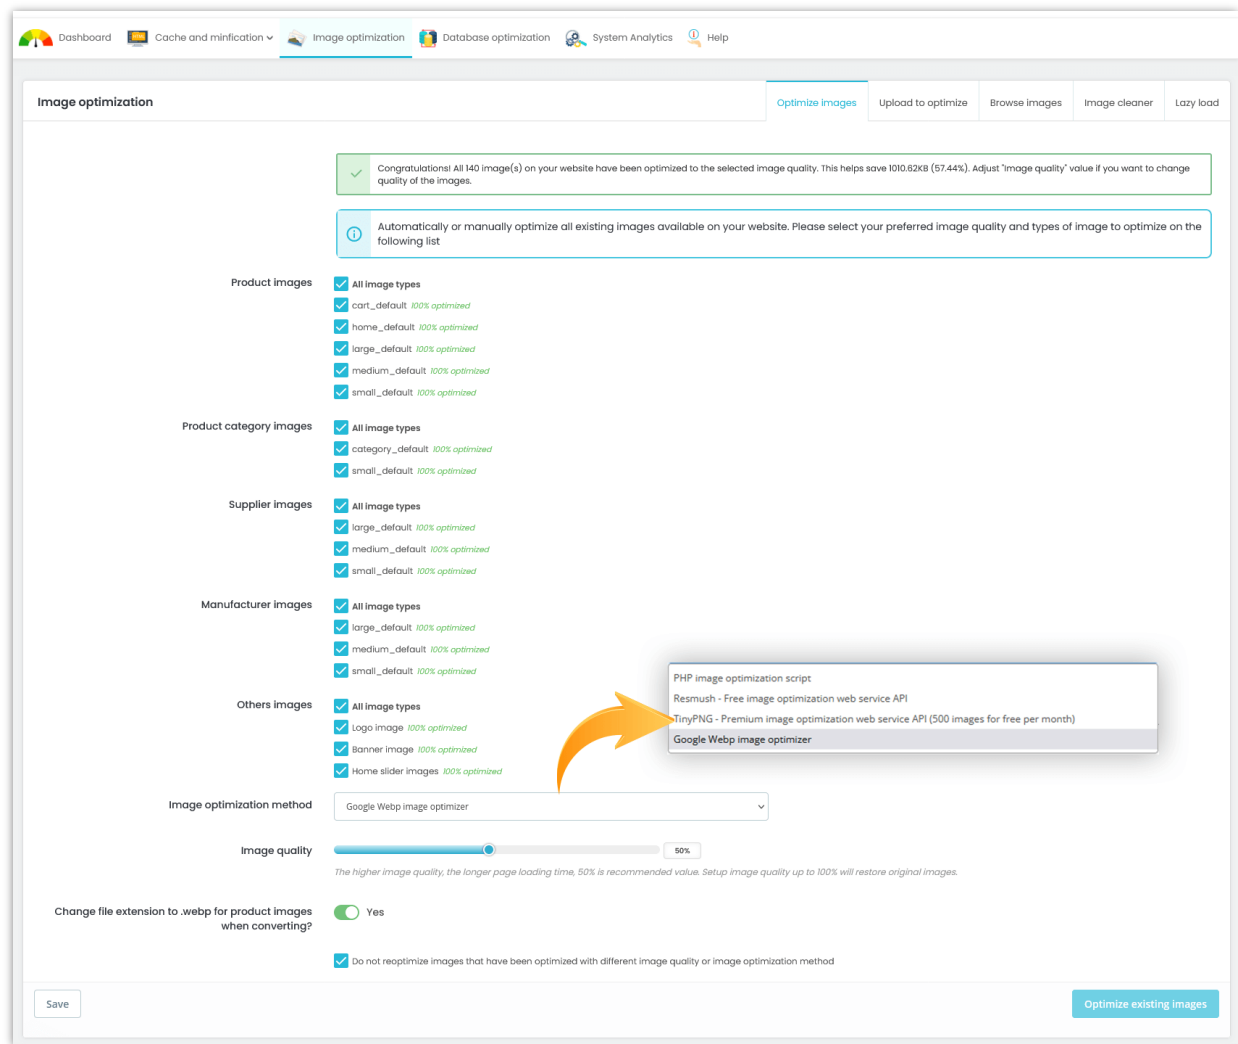 Dashboard
Cache and minfication
Image optimization
Database optimization
System Analytics
Help
Image optimization
Optimize images
Upload to optimize
Browse images
Image cleaner
Lazy load
Congratulations! All 140 image(s) on your website have been optimized to the selected image quality. This helps save 1010.62KB (57.44%). Adjust "Image quality" value if you want to change
quality of the images.
Automatically or manually optimize all existing images available on your website. Please select your preferred image quality and types of image to optimize on the
following list
Product images
All image types
cart_default 100% optimized
home_default 100% optimized
large_default 100% optimized
medium_default 100% optimized
small_default 100% optimized
Product category images
All image types
category_default 100% optimized
small_default 100% optimized
Supplier images
All image types
large_default 100% optimized
medium_default 100% optimized
small_default 100% optimized
Manufacturer images
All image types
large_default 100% optimized
medium_default 100% optimized
small_default 100% optimized
Others images
All image types
Logo image 100% optimized
Banner image 100% optimized
Home slider images 100% optimized
PHP image optimization script
Resmush - Free image optimization web service API
TinyPNG - Premium image optimization web service API (500 images for free per month)
Google Webp image optimizer
Image optimization method
Google Webp image optimizer
Image quality
50%
The higher image quality, the longer page loading time, 50% is recommended value. Setup image quality up to 100% will restore original images.
Change file extension to .webp for product images
when converting?
Yes
Do not reoptimize images that have been optimized with different image quality or image optimization method
Save
Optimize existing images